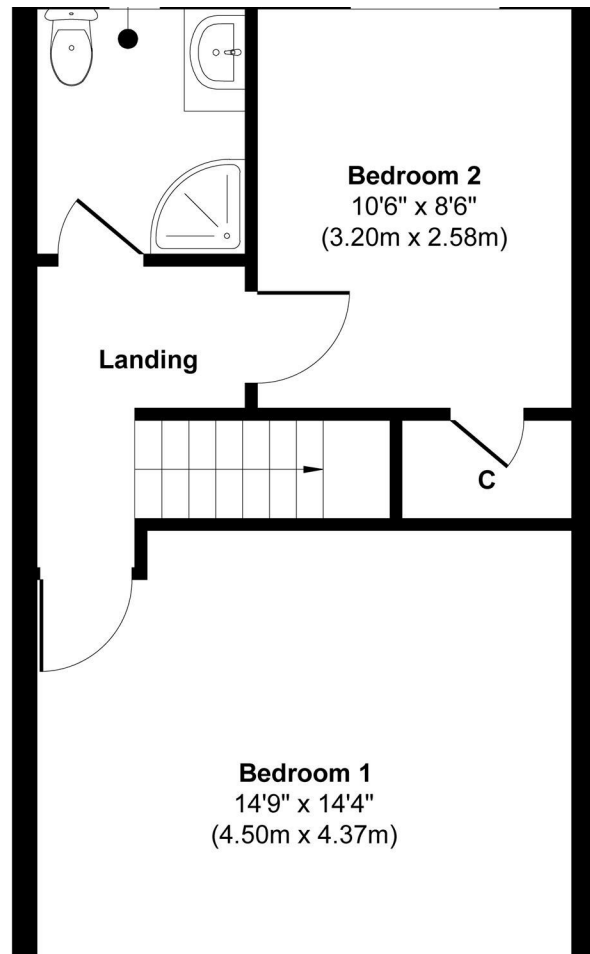 Bedroom 2
10'6" x 8'6"
(3.20m x 2.58m)
Landing
C
Bedroom 1
14'9" x 14'4"
(4.50m x 4.37m)